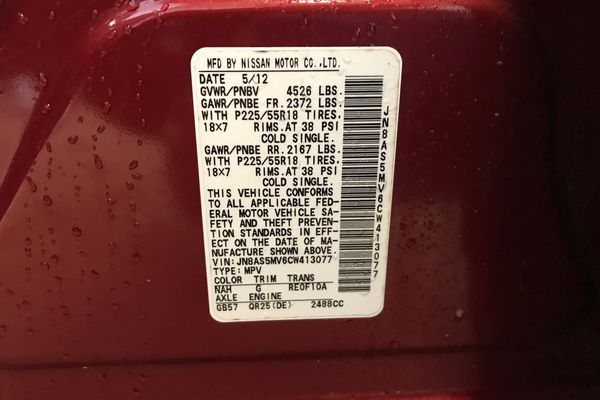 MFD BY NISSAN MOTOR CO.,LTD.
DATE 5/12
GVWR/PNBV 4526 LBS.
GAWR/PNBE FR.2372 LBS.
WITH P225/55R18 TIRES,
18X7 RIMS.AT 38 PSI
COLD SINGLE.
GAWR/PNBE RR.2167 LBS.
WITH P225/55R18 TIRES,
18X7 RIMS.AT 38 PSI
COLD SINGLE.
THIS VEHICLE CONFORMS
TO ALL APPLICABLE FED-
ERAL MOTOR VEHICLE SA-
FETY AND THEFT PREVEN-
TION STANDARDS IN EFF-
ECT ON THE DATE OF MA-
NUFACTURE SHOWN ABOVE.
VIN:JN8AS5MV6CW413077
TYPE:MPV
COLOR TRIM TRANS
NAH G RE0F10A
AXLE ENGINE
GB57 QR25(DE) 2488CC
JN8AS5MV6CW413077